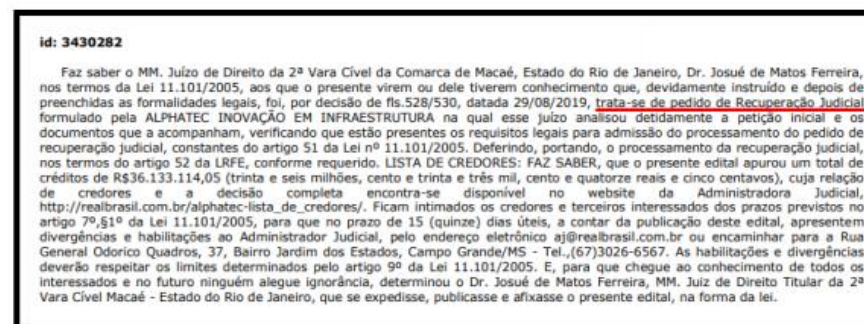 id: 3430282
Faz saber o MM. Juízo de Direito da 2ª Vara Cível da Comarca de Macaé, Estado do Rio de Janeiro, Dr. Josué de Matos Ferreira,
nos termos da Lei 11.101/2005, aos que o presente virem ou dele tiverem conhecimento que, devidamente instruído e depois de
preenchidas as formalidades legais, foi, por decisão de fls.528/530, datada 29/08/2019, trata-se de pedido de Recuperação Judicial
formulado pela ALPHATEC INOVAÇÃO EM INFRAESTRUTURA na qual esse juízo analisou detidamente a petição inicial e os
documentos que a acompanham, verificando que estão presentes os requisitos legais para admissão do processamento do pedido de
recuperação judicial, constantes do artigo 51 da Lei nº 11.101/2005. Deferindo, portando, o processamento da recuperação judicial,
nos termos do artigo 52 da LRFE, conforme requerido. LISTA DE CREDORES: FAZ SABER, que o presente edital apurou um total de
créditos de R$36.133.114,05 (trinta e seis milhões, cento e trinta e três mil, cento e quatorze reais e cinco centavos), cuja relação
de credores e a decisão completa encontra-se disponível no website da Administradora Judicial,
http://realbrasil.com.br/alphatec-lista_de_credores/. Ficam intimados os credores e terceiros interessados dos prazos previstos no
artigo 7º,§1º da Lei 11.101/2005, para que no prazo de 15 (quinze) dias úteis, a contar da publicação deste edital, apresentem
divergências e habilitações ao Administrador Judicial, pelo endereço eletrônico aj@realbrasil.com.br ou encaminhar para a Rua
General Odorico Quadros, 37, Bairro Jardim dos Estados, Campo Grande/MS - Tel.,(67)3026-6567. As habilitações e divergências
deverão respeitar os limites determinados pelo artigo 9º da Lei 11.101/2005. E, para que chegue ao conhecimento de todos os
interessados e no futuro ninguém alegue ignorância, determinou o Dr. Josué de Matos Ferreira, MM. Juiz de Direito Titular da 2ª
Vara Cível Macaé - Estado do Rio de Janeiro, que se expedisse, publicasse e afixasse o presente edital, na forma da lei.